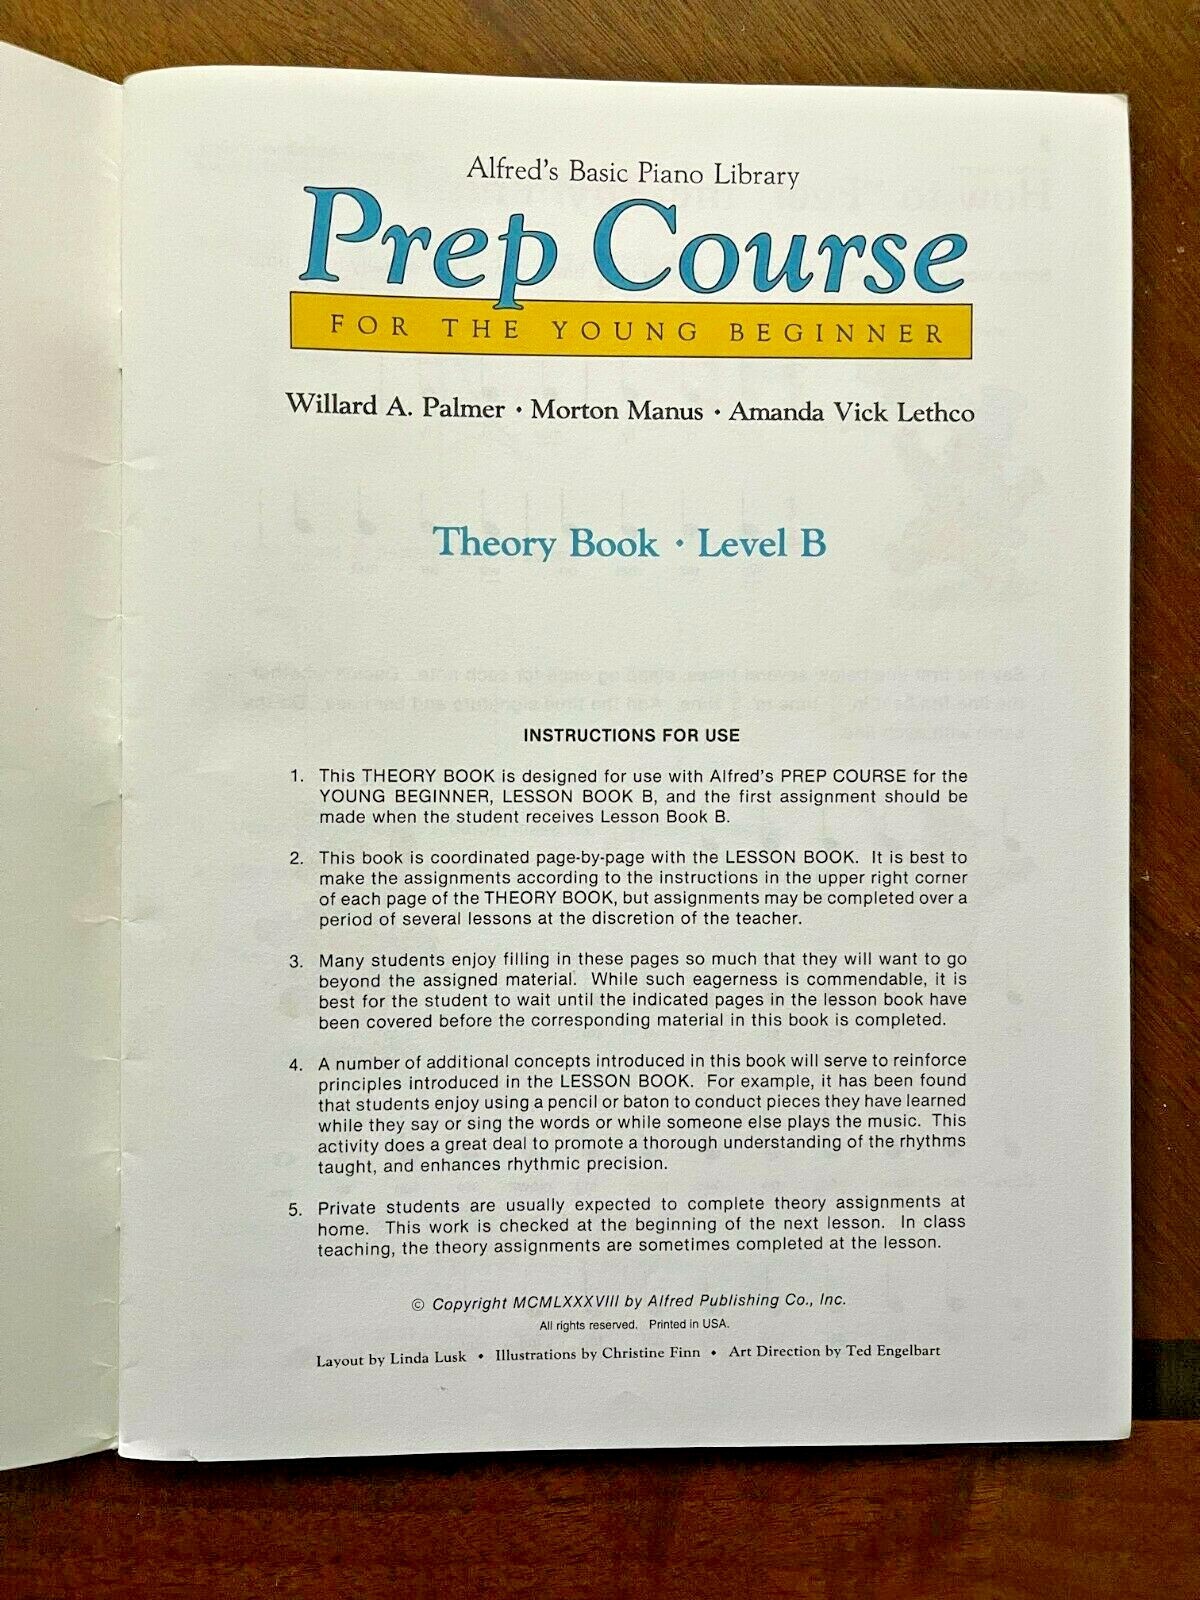 Alfred's Basic Piano Library
Prep Course
FOR THE YOUNG BEGINNER
Willard A. Palmer • Morton Manus • Amanda Vick Lethco
Theory Book • Level B
INSTRUCTIONS FOR USE
1. This THEORY BOOK is designed for use with Alfred's PREP COURSE for the
YOUNG BEGINNER, LESSON BOOK B, and the first assignment should be
made when the student receives Lesson Book B.
2. This book is coordinated page-by-page with the LESSON BOOK. It is best to
make the assignments according to the instructions in the upper right corner
of each page of the THEORY BOOK, but assignments may be completed over a
period of several lessons at the discretion of the teacher.
3. Many students enjoy filling in these pages so much that they will want to go
beyond the assigned material. While such eagerness is commendable, it is
best for the student to wait until the indicated pages in the lesson book have
been covered before the corresponding material in this book is completed.
4. A number of additional concepts introduced in this book will serve to reinforce
principles introduced in the LESSON BOOK. For example, it has been found
that students enjoy using a pencil or baton to conduct pieces they have learned
while they say or sing the words or while someone else plays the music. This
activity does a great deal to promote a thorough understanding of the rhythms
taught, and enhances rhythmic precision.
5. Private students are usually expected to complete theory assignments at
home. This work is checked at the beginning of the next lesson. In class
teaching, the theory assignments are sometimes completed at the lesson.
© Copyright MCMLXXXVIII by Alfred Publishing Co., Inc.
All rights reserved. Printed in USA.
Layout by Linda Lusk • Illustrations by Christine Finn • Art Direction by Ted Engelbart